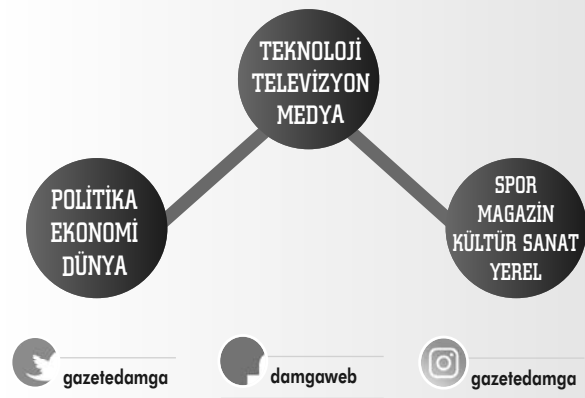 TEKNOLOJİ
TELEVİZYON
MEDYA
POLİTİKA
EKONOMİ
DÜNYA
SPOR
MAGAZİN
KÜLTÜR SANAT
YEREL
gazetedamga
damgaweb
gazetedamga